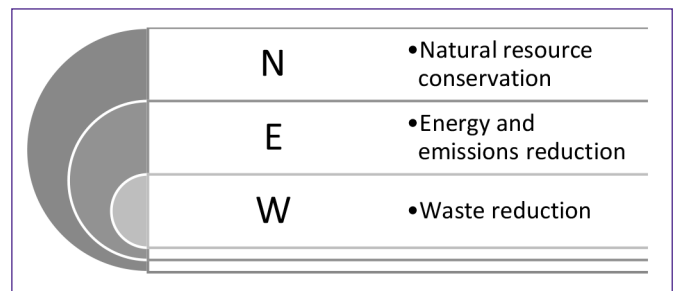 N
•Natural resource
conservation
E
•Energy and
emissions reduction
W
•Waste reduction